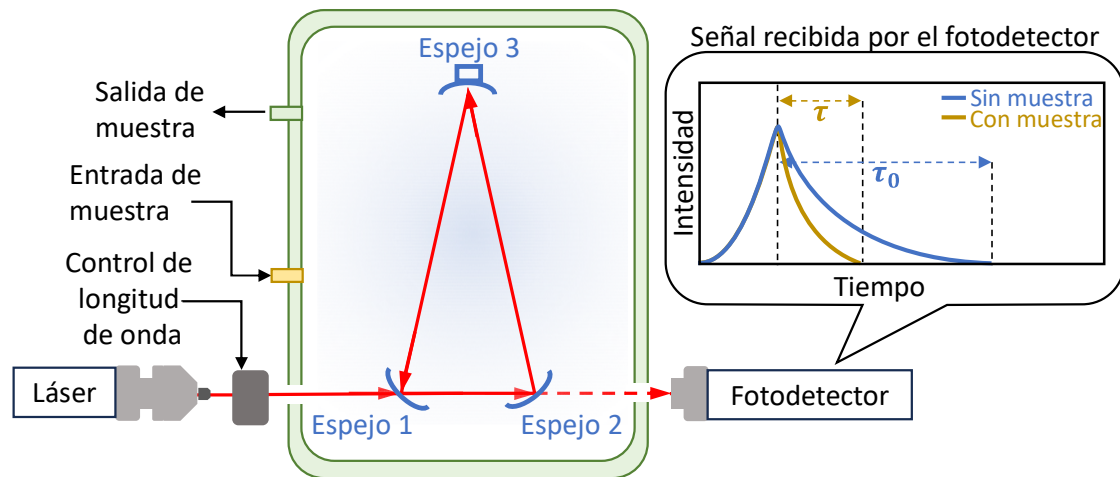 Espejo 3
Salida de
muestra
Entrada de
muestra
Control de
longitud
de onda
Láser
Espejo 1
Espejo 2
Fotodetector
Señal recibida por el fotodetector
Intensidad
Tiempo
τ
τ₀
Sin muestra
Con muestra